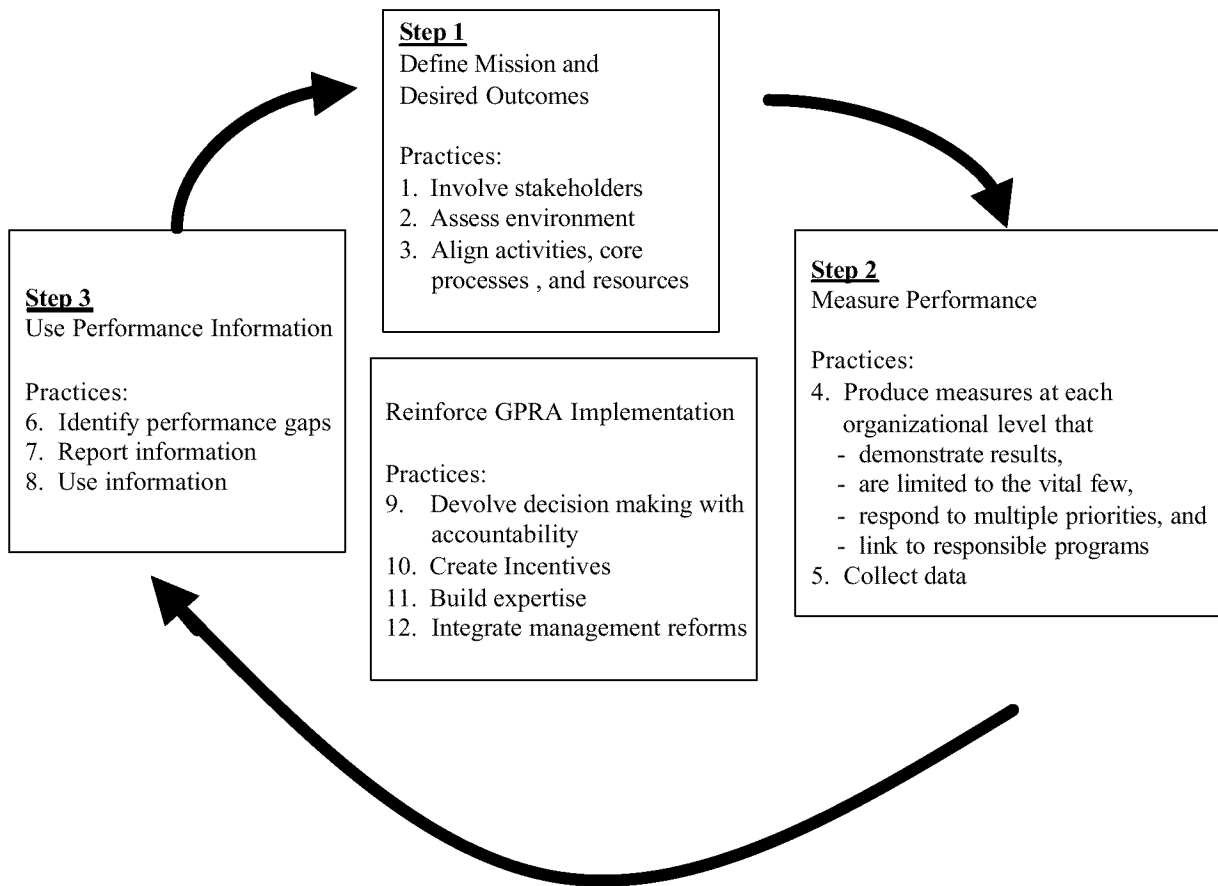 Step 1
Define Mission and
Desired Outcomes
Practices:
1. Involve stakeholders
2. Assess environment
3. Align activities, core
processes , and resources
Step 2
Measure Performance
Practices:
4. Produce measures at each
organizational level that
- demonstrate results,
- are limited to the vital few,
- respond to multiple priorities, and
- link to responsible programs
5. Collect data
Step 3
Use Performance Information
Practices:
6. Identify performance gaps
7. Report information
8. Use information
Reinforce GPRA Implementation
Practices:
9. Devolve decision making with
accountability
10. Create Incentives
11. Build expertise
12. Integrate management reforms